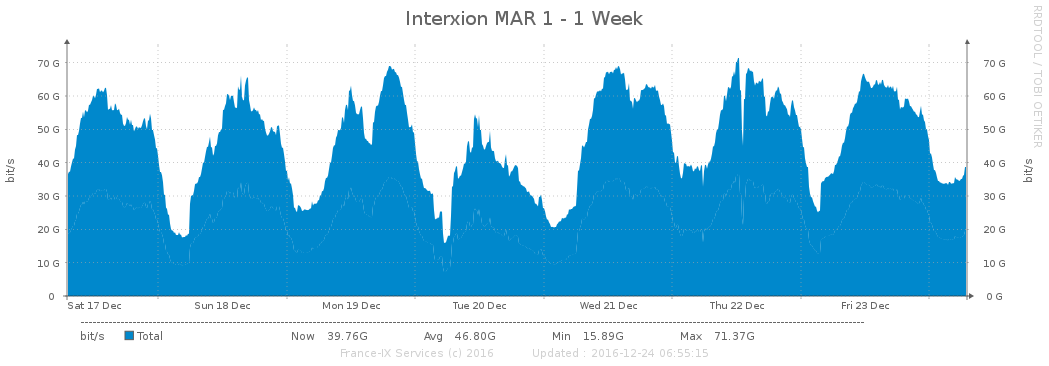 Interxion MAR 1 - 1 Week
RRDTOOL / TOBI OETIKER
bit/s
70 G 70 G
60 G 60 G
50 G 50 G
40 G 40 G
30 G 30 G
20 G 20 G
10 G 10 G
0 0 G
bit/s
Sat 17 Dec Sun 18 Dec Mon 19 Dec Tue 20 Dec Wed 21 Dec Thu 22 Dec Fri 23 Dec
bit/s Total Now 39.76G Avg 46.80G Min 15.89G Max 71.37G
France-IX Services (c) 2016 Updated : 2016-12-24 06:55:15